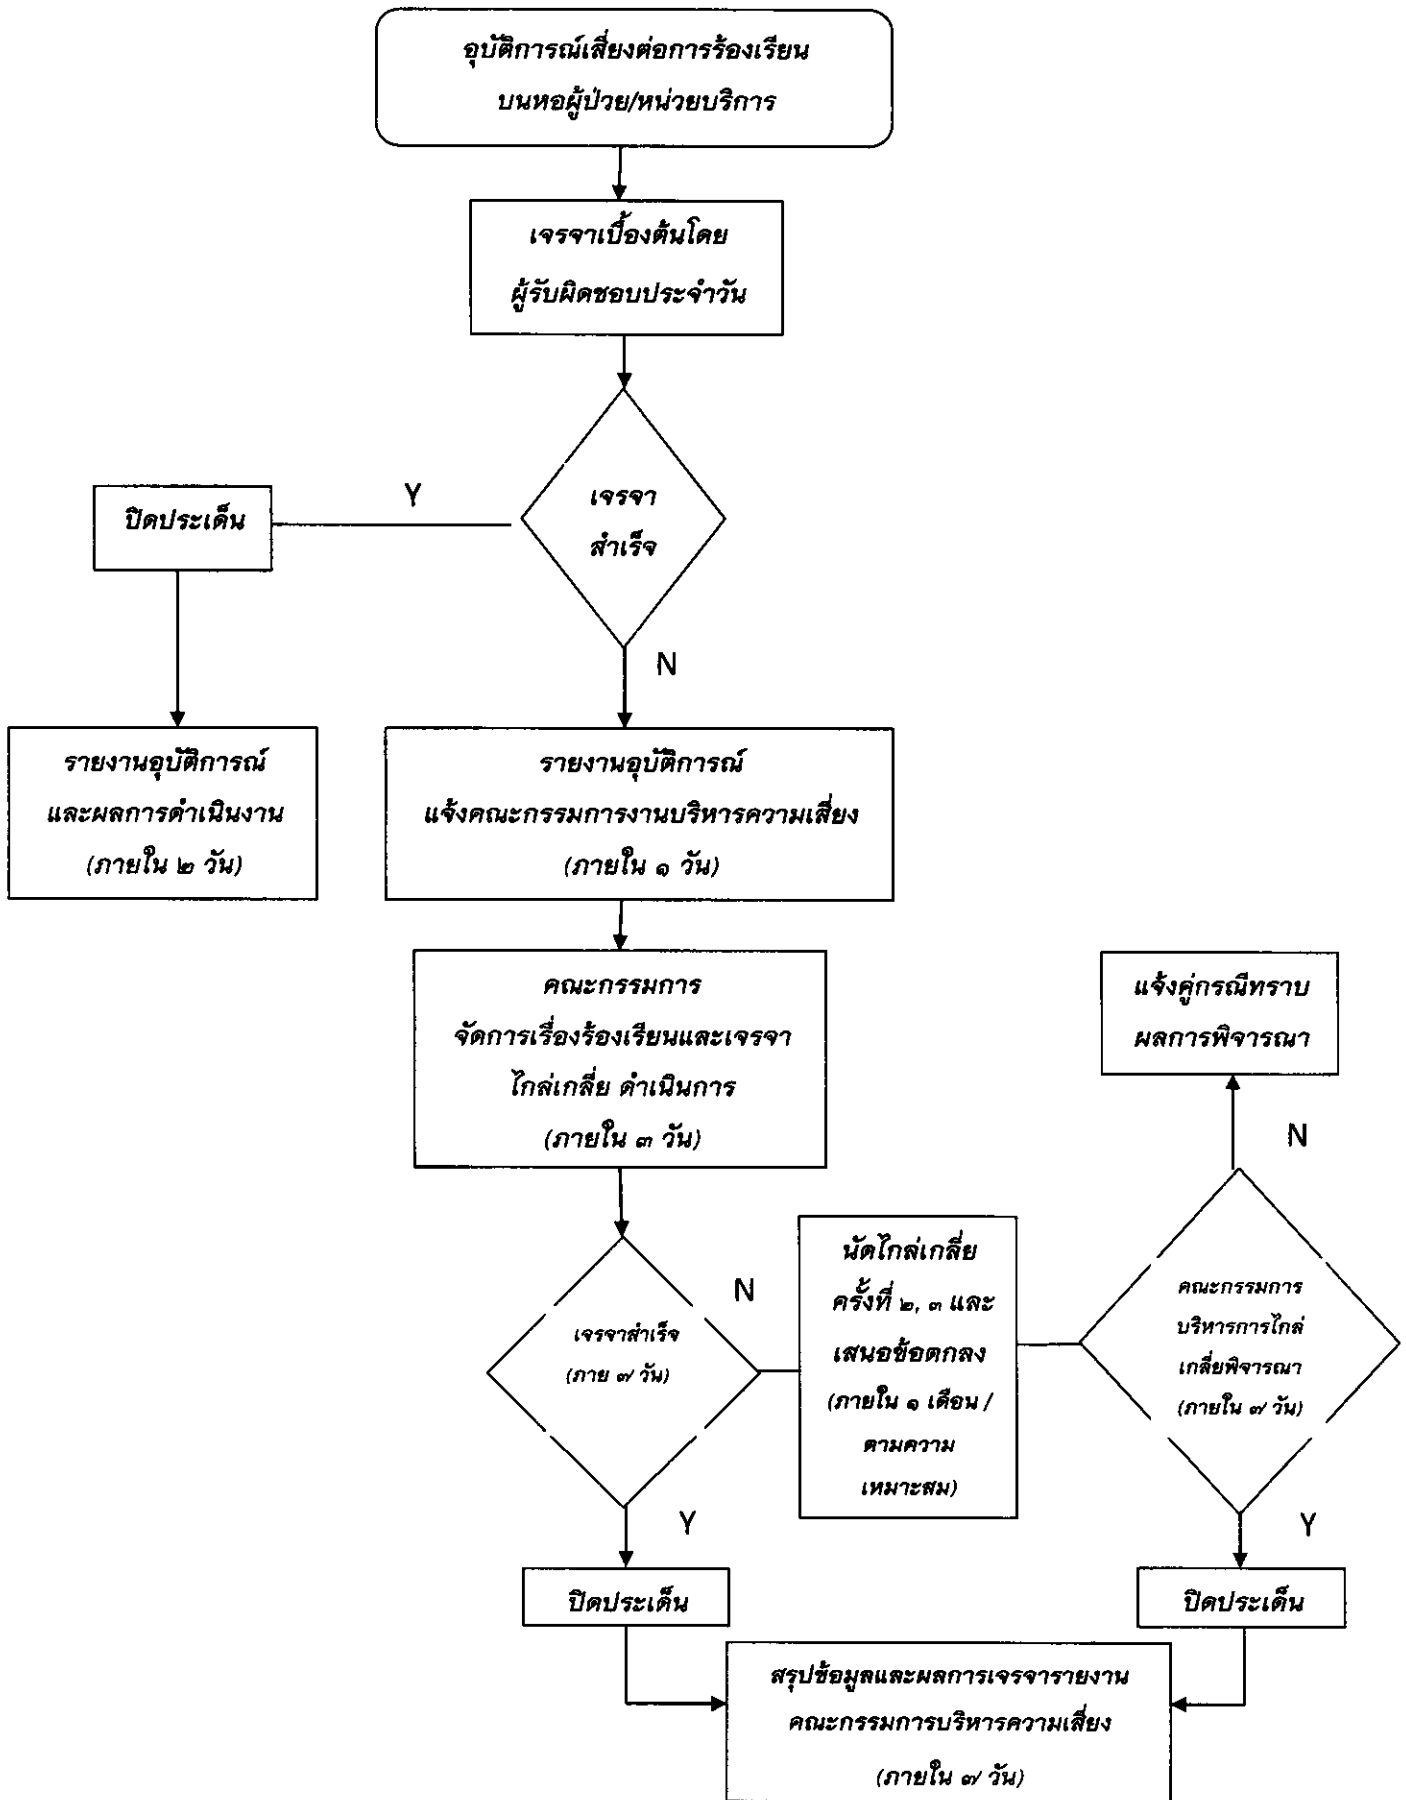 อุบัติการณ์เสี่ยงต่อการร้องเรียน
บนหอผู้ป่วย/หน่วยบริการ
เจรจาเบื้องต้นโดย
ผู้รับผิดชอบประจำวัน
เจรจา
สำเร็จ
Y
ปิดประเด็น
N
รายงานอุบัติการณ์
และผลการดำเนินงาน
(ภายใน ๒ วัน)
รายงานอุบัติการณ์
แจ้งคณะกรรมการงานบริหารความเสี่ยง
(ภายใน ๑ วัน)
คณะกรรมการ
จัดการเรื่องร้องเรียนและเจรจา
ไกล่เกลี่ย ดำเนินการ
(ภายใน ๓ วัน)
แจ้งคู่กรณีทราบ
ผลการพิจารณา
N
เจรจาสำเร็จ
(ภาย ๗ วัน)
N
นัดไกล่เกลี่ย
ครั้งที่ ๒, ๓ และ
เสนอข้อตกลง
(ภายใน ๑ เดือน /
ตามความ
เหมาะสม)
คณะกรรมการ
บริหารการไกล่
เกลี่ยพิจารณา
(ภายใน ๗ วัน)
Y
Y
ปิดประเด็น
ปิดประเด็น
สรุปข้อมูลและผลการเจรจารายงาน
คณะกรรมการบริหารความเสี่ยง
(ภายใน ๗ วัน)